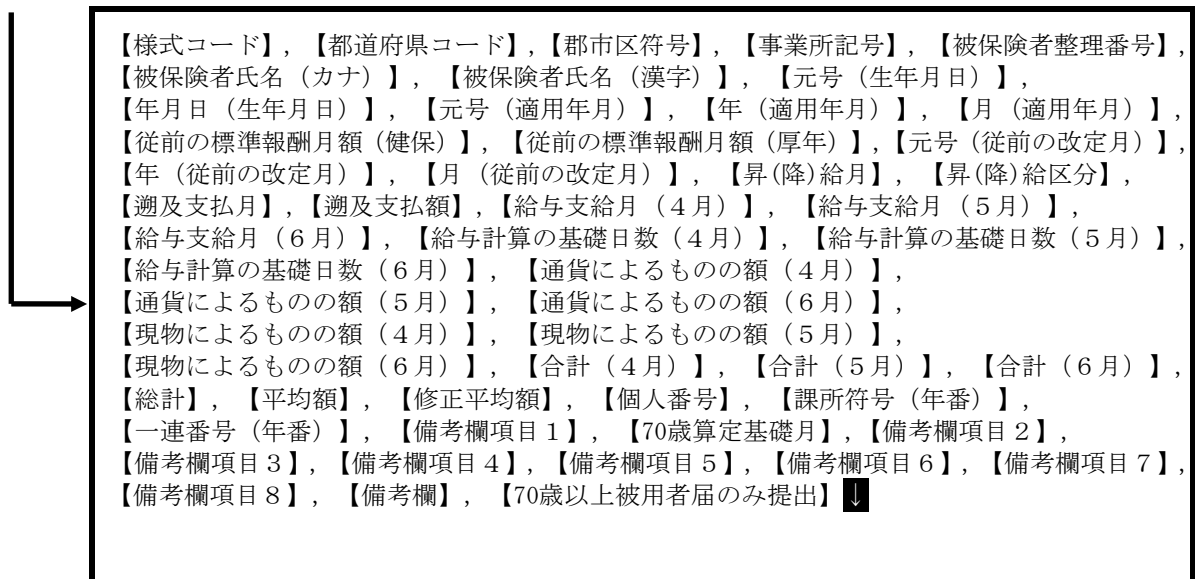 【様式コード】, 【都道府県コード】,【郡市区符号】, 【事業所記号】, 【被保険者整理番号】,
【被保険者氏名（カナ）】, 【被保険者氏名（漢字）】, 【元号（生年月日）】,
【年月日（生年月日）】, 【元号（適用年月）】, 【年（適用年月）】, 【月（適用年月）】,
【従前の標準報酬月額（健保）】, 【従前の標準報酬月額（厚年）】,【元号（従前の改定月）】,
【年（従前の改定月）】, 【月（従前の改定月）】, 【昇(降)給月】, 【昇(降)給区分】,
【遡及支払月】,【遡及支払額】,【給与支給月（４月）】, 【給与支給月（５月）】,
【給与支給月（６月）】, 【給与計算の基礎日数（４月）】, 【給与計算の基礎日数（５月）】,
【給与計算の基礎日数（６月）】, 【通貨によるものの額（４月）】,
【通貨によるものの額（５月）】, 【通貨によるものの額（６月）】,
【現物によるものの額（４月）】, 【現物によるものの額（５月）】,
【現物によるものの額（６月）】, 【合計（４月）】, 【合計（５月）】, 【合計（６月）】,
【総計】, 【平均額】, 【修正平均額】, 【個人番号】, 【課所符号（年番）】,
【一連番号（年番）】, 【備考欄項目１】, 【70歳算定基礎月】,【備考欄項目２】,
【備考欄項目３】,【備考欄項目４】,【備考欄項目５】,【備考欄項目６】,【備考欄項目７】,
【備考欄項目８】, 【備考欄】, 【70歳以上被用者届のみ提出】↓